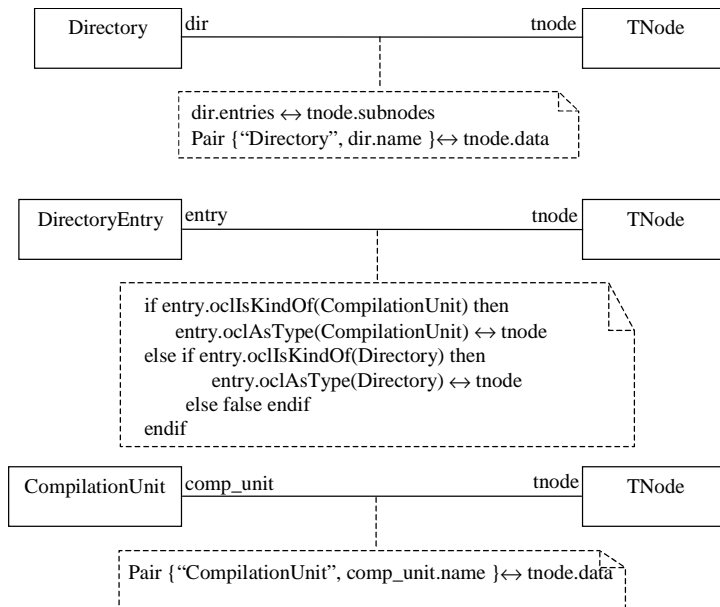 Directory dir tnode TNode
dir.entries ↔ tnode.subnodes
Pair {“Directory”, dir.name }↔ tnode.data
DirectoryEntry entry tnode TNode
if entry.oclIsKindOf(CompilationUnit) then
entry.oclAsType(CompilationUnit) ↔ tnode
else if entry.oclIsKindOf(Directory) then
entry.oclAsType(Directory) ↔ tnode
else false endif
endif
CompilationUnit comp_unit tnode TNode
Pair {“CompilationUnit”, comp_unit.name }↔ tnode.data